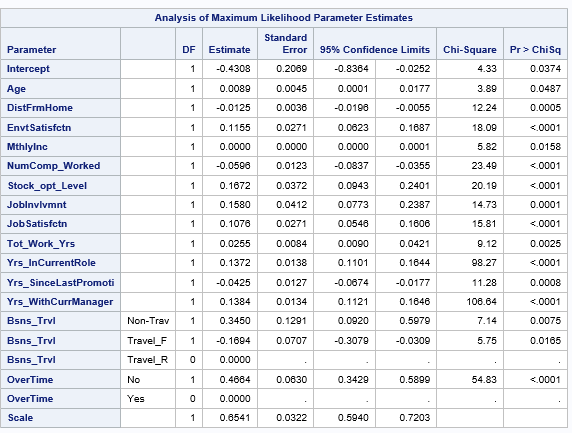 Analysis of Maximum Likelihood Parameter Estimates
Parameter DF Estimate Standard Error 95% Confidence Limits Chi-Square Pr > ChiSq
Intercept 1 -0.4308 0.2069 -0.8364 -0.0252 4.33 0.0374
Age 1 0.0089 0.0045 0.0001 0.0177 3.89 0.0487
DistFrmHome 1 -0.0125 0.0036 -0.0196 -0.0055 12.24 0.0005
EnvtSatisfctn 1 0.1155 0.0271 0.0623 0.1687 18.09 <.0001
MthlyInc 1 0.0000 0.0000 0.0000 0.0001 5.82 0.0158
NumComp_Worked 1 -0.0596 0.0123 -0.0837 -0.0355 23.49 <.0001
Stock_opt_Level 1 0.1672 0.0372 0.0943 0.2401 20.19 <.0001
JobInvlvmnt 1 0.1580 0.0412 0.0773 0.2387 14.73 0.0001
JobSatisfctn 1 0.1076 0.0271 0.0546 0.1606 15.81 <.0001
Tot_Work_Yrs 1 0.0255 0.0084 0.0090 0.0421 9.12 0.0025
Yrs_InCurrentRole 1 0.1372 0.0138 0.1101 0.1644 98.27 <.0001
Yrs_SinceLastPromoti 1 -0.0425 0.0127 -0.0674 -0.0177 11.28 0.0008
Yrs_WithCurrManager 1 0.1384 0.0134 0.1121 0.1646 106.64 <.0001
Bsns_Trvl Non-Trav 1 0.3450 0.1291 0.0920 0.5979 7.14 0.0075
Bsns_Trvl Travel_F 1 -0.1694 0.0707 -0.3079 -0.0309 5.75 0.0165
Bsns_Trvl Travel_R 0 0.0000 . . . . .
OverTime No 1 0.4664 0.0630 0.3429 0.5899 54.83 <.0001
OverTime Yes 0 0.0000 . . . . .
Scale 1 0.6541 0.0322 0.5940 0.7203